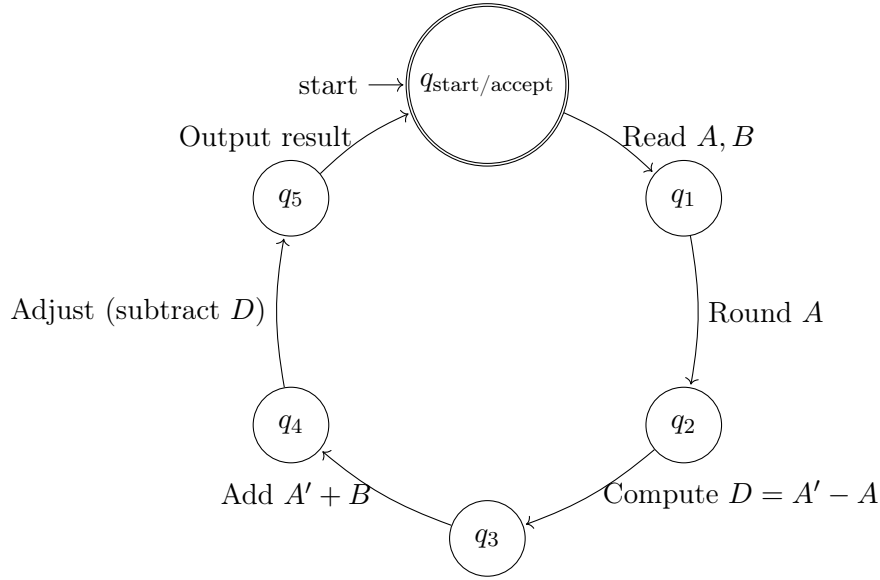 start
q_start/accept
Output result
Read A, B
q_5
q_1
Adjust (subtract D)
Round A
q_4
q_2
Add A′ + B
Compute D = A′ − A
q_3